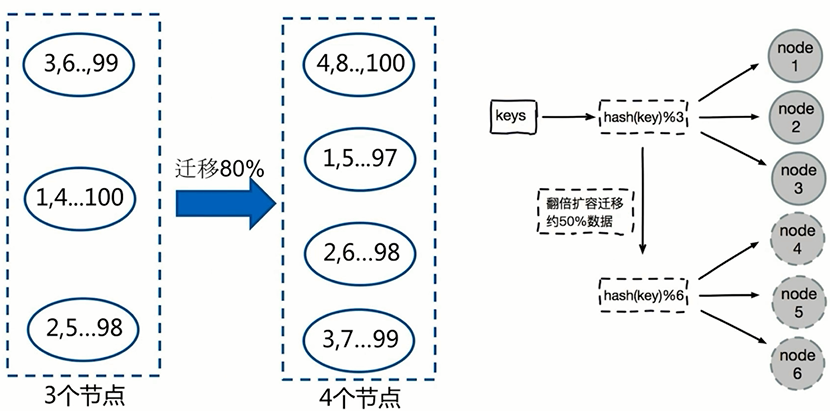 3,6..,99
1,4...100
2,5...98
3个节点
迁移80%
4,8..,100
1,5...97
2,6...98
3,7...99
4个节点
keys
hash(key)%3
node
1
node
2
node
3
翻倍扩容迁移
约50%数据
hash(key)%6
node
4
node
5
node
6